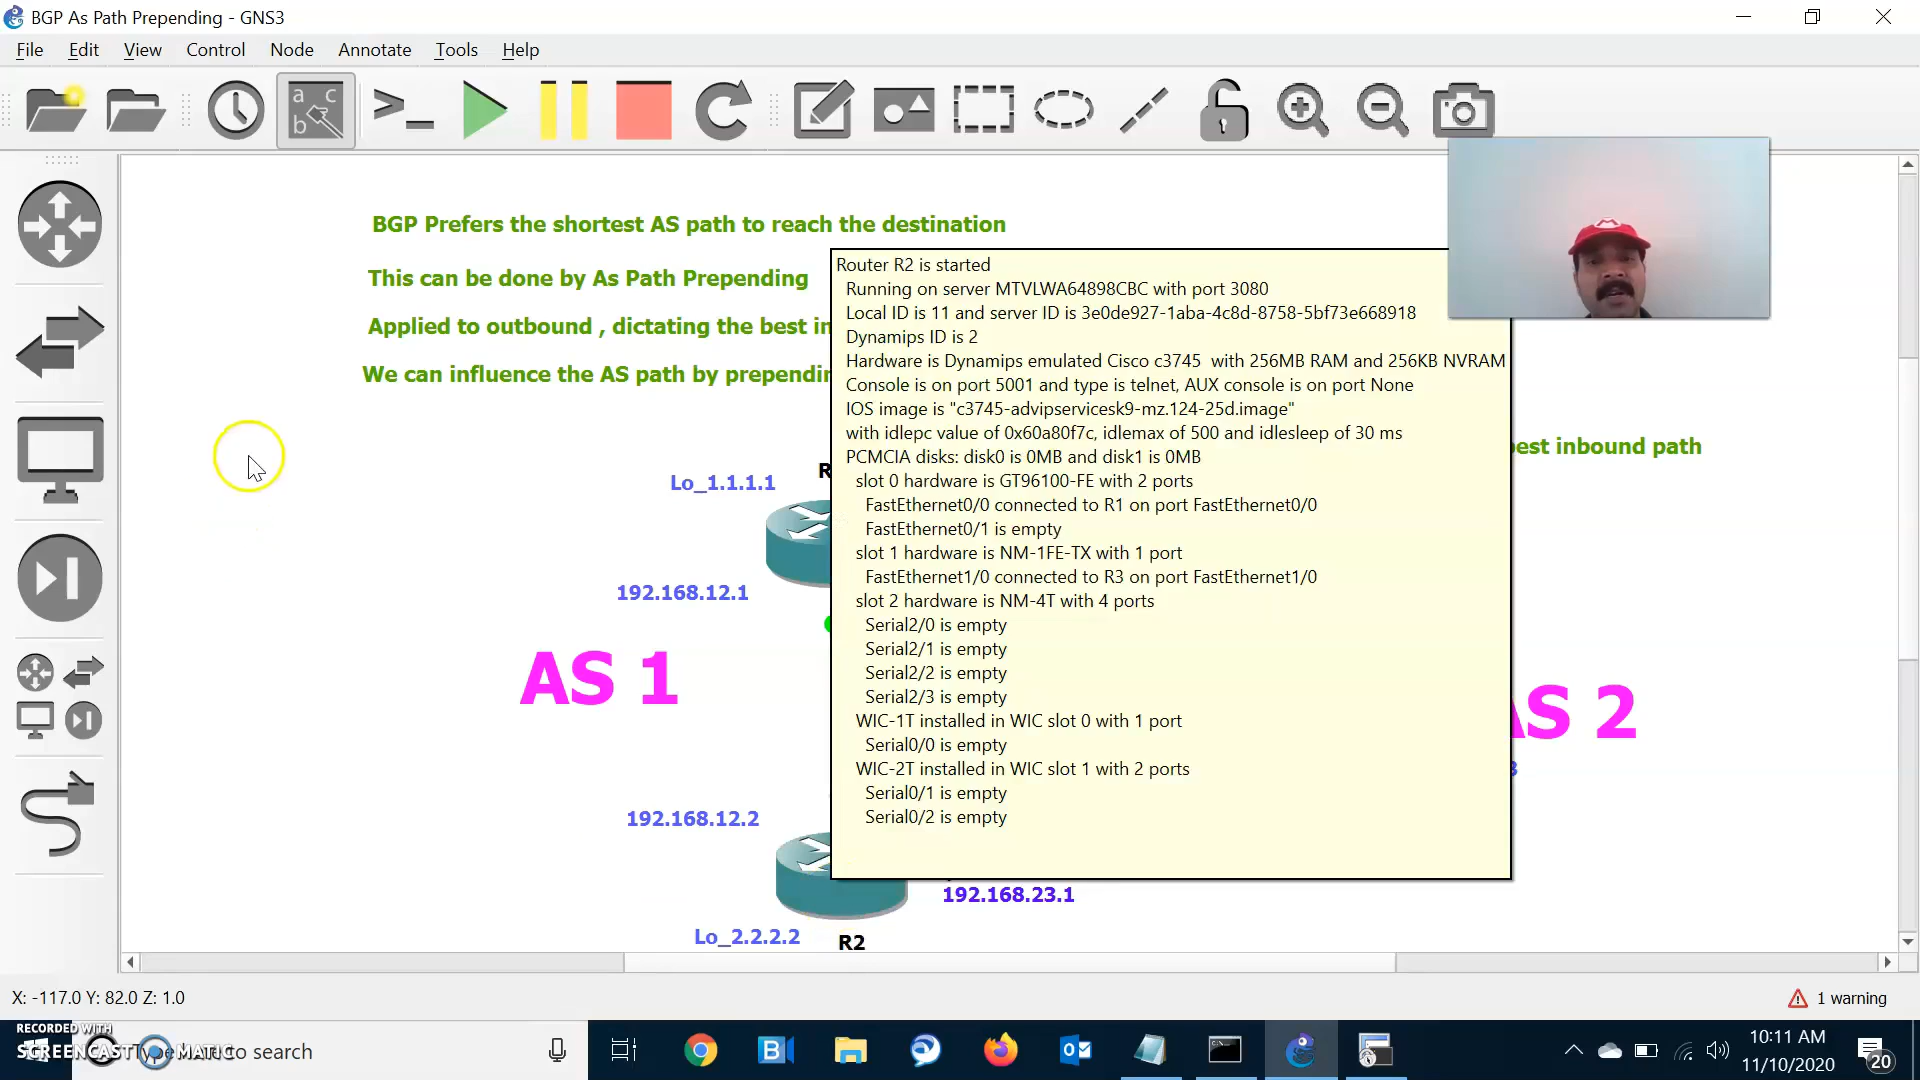 BGP As Path Prepending - GNS3
File Edit View Control Node Annotate Tools Help
BGP Prefers the shortest AS path to reach the destination
This can be done by As Path Prepending
Applied to outbound , dictating the best in
We can influence the AS path by prepending
best inbound path
Router R2 is started
Running on server MTVLWA64898CBC with port 3080
Local ID is 11 and server ID is 3e0de927-1aba-4c8d-8758-5bf73e668918
Dynamips ID is 2
Hardware is Dynamips emulated Cisco c3745 with 256MB RAM and 256KB NVRAM
Console is on port 5001 and type is telnet, AUX console is on port None
IOS image is "c3745-advipservicesk9-mz.124-25d.image"
with idlepc value of 0x60a80f7c, idlemax of 500 and idlesleep of 30 ms
PCMCIA disks: disk0 is 0MB and disk1 is 0MB
slot 0 hardware is GT96100-FE with 2 ports
FastEthernet0/0 connected to R1 on port FastEthernet0/0
FastEthernet0/1 is empty
slot 1 hardware is NM-1FE-TX with 1 port
FastEthernet1/0 connected to R3 on port FastEthernet1/0
slot 2 hardware is NM-4T with 4 ports
Serial2/0 is empty
Serial2/1 is empty
Serial2/2 is empty
Serial2/3 is empty
WIC-1T installed in WIC slot 0 with 1 port
Serial0/0 is empty
WIC-2T installed in WIC slot 1 with 2 ports
Serial0/1 is empty
Serial0/2 is empty
Lo_1.1.1.1
R
192.168.12.1
AS 1
AS 2
192.168.12.2
192.168.23.1
Lo_2.2.2.2
R2
X: -117.0 Y: 82.0 Z: 1.0
1 warning
RECORDED WITH
SCREENCAST MATIC
Type here to search
10:11 AM
11/10/2020
20